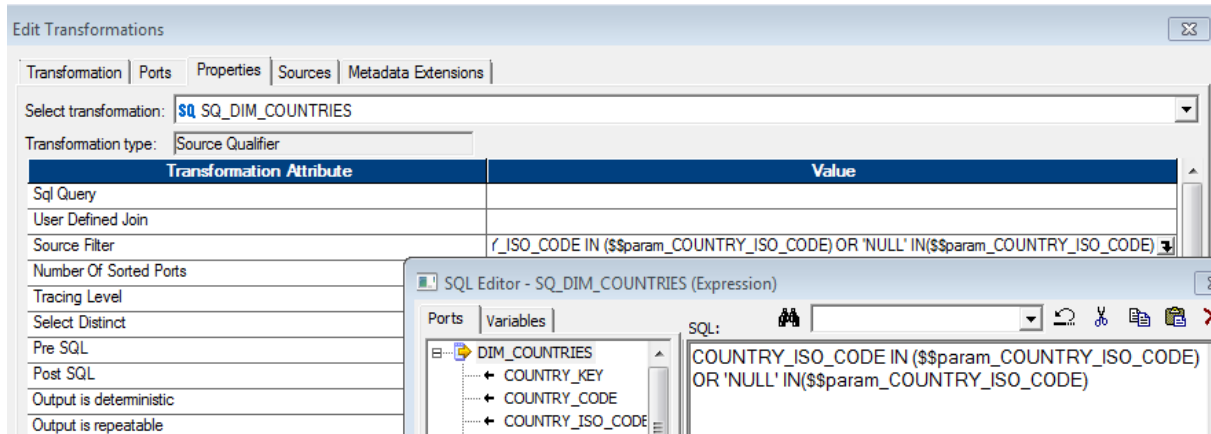 Edit Transformations
Transformation Ports Properties Sources Metadata Extensions
Select transformation: SQ SQ_DIM_COUNTRIES
Transformation type: Source Qualifier
Transformation Attribute Value
Sql Query
User Defined Join
Source Filter _ISO_CODE IN ($$param_COUNTRY_ISO_CODE) OR 'NULL' IN($$param_COUNTRY_ISO_CODE)
Number Of Sorted Ports
Tracing Level
Select Distinct
Pre SQL
Post SQL
Output is deterministic
Output is repeatable
SQL Editor - SQ_DIM_COUNTRIES (Expression)
Ports Variables
SQL:
DIM_COUNTRIES
COUNTRY_KEY
COUNTRY_CODE
COUNTRY_ISO_CODE
COUNTRY_ISO_CODE IN ($$param_COUNTRY_ISO_CODE)
OR 'NULL' IN($$param_COUNTRY_ISO_CODE)